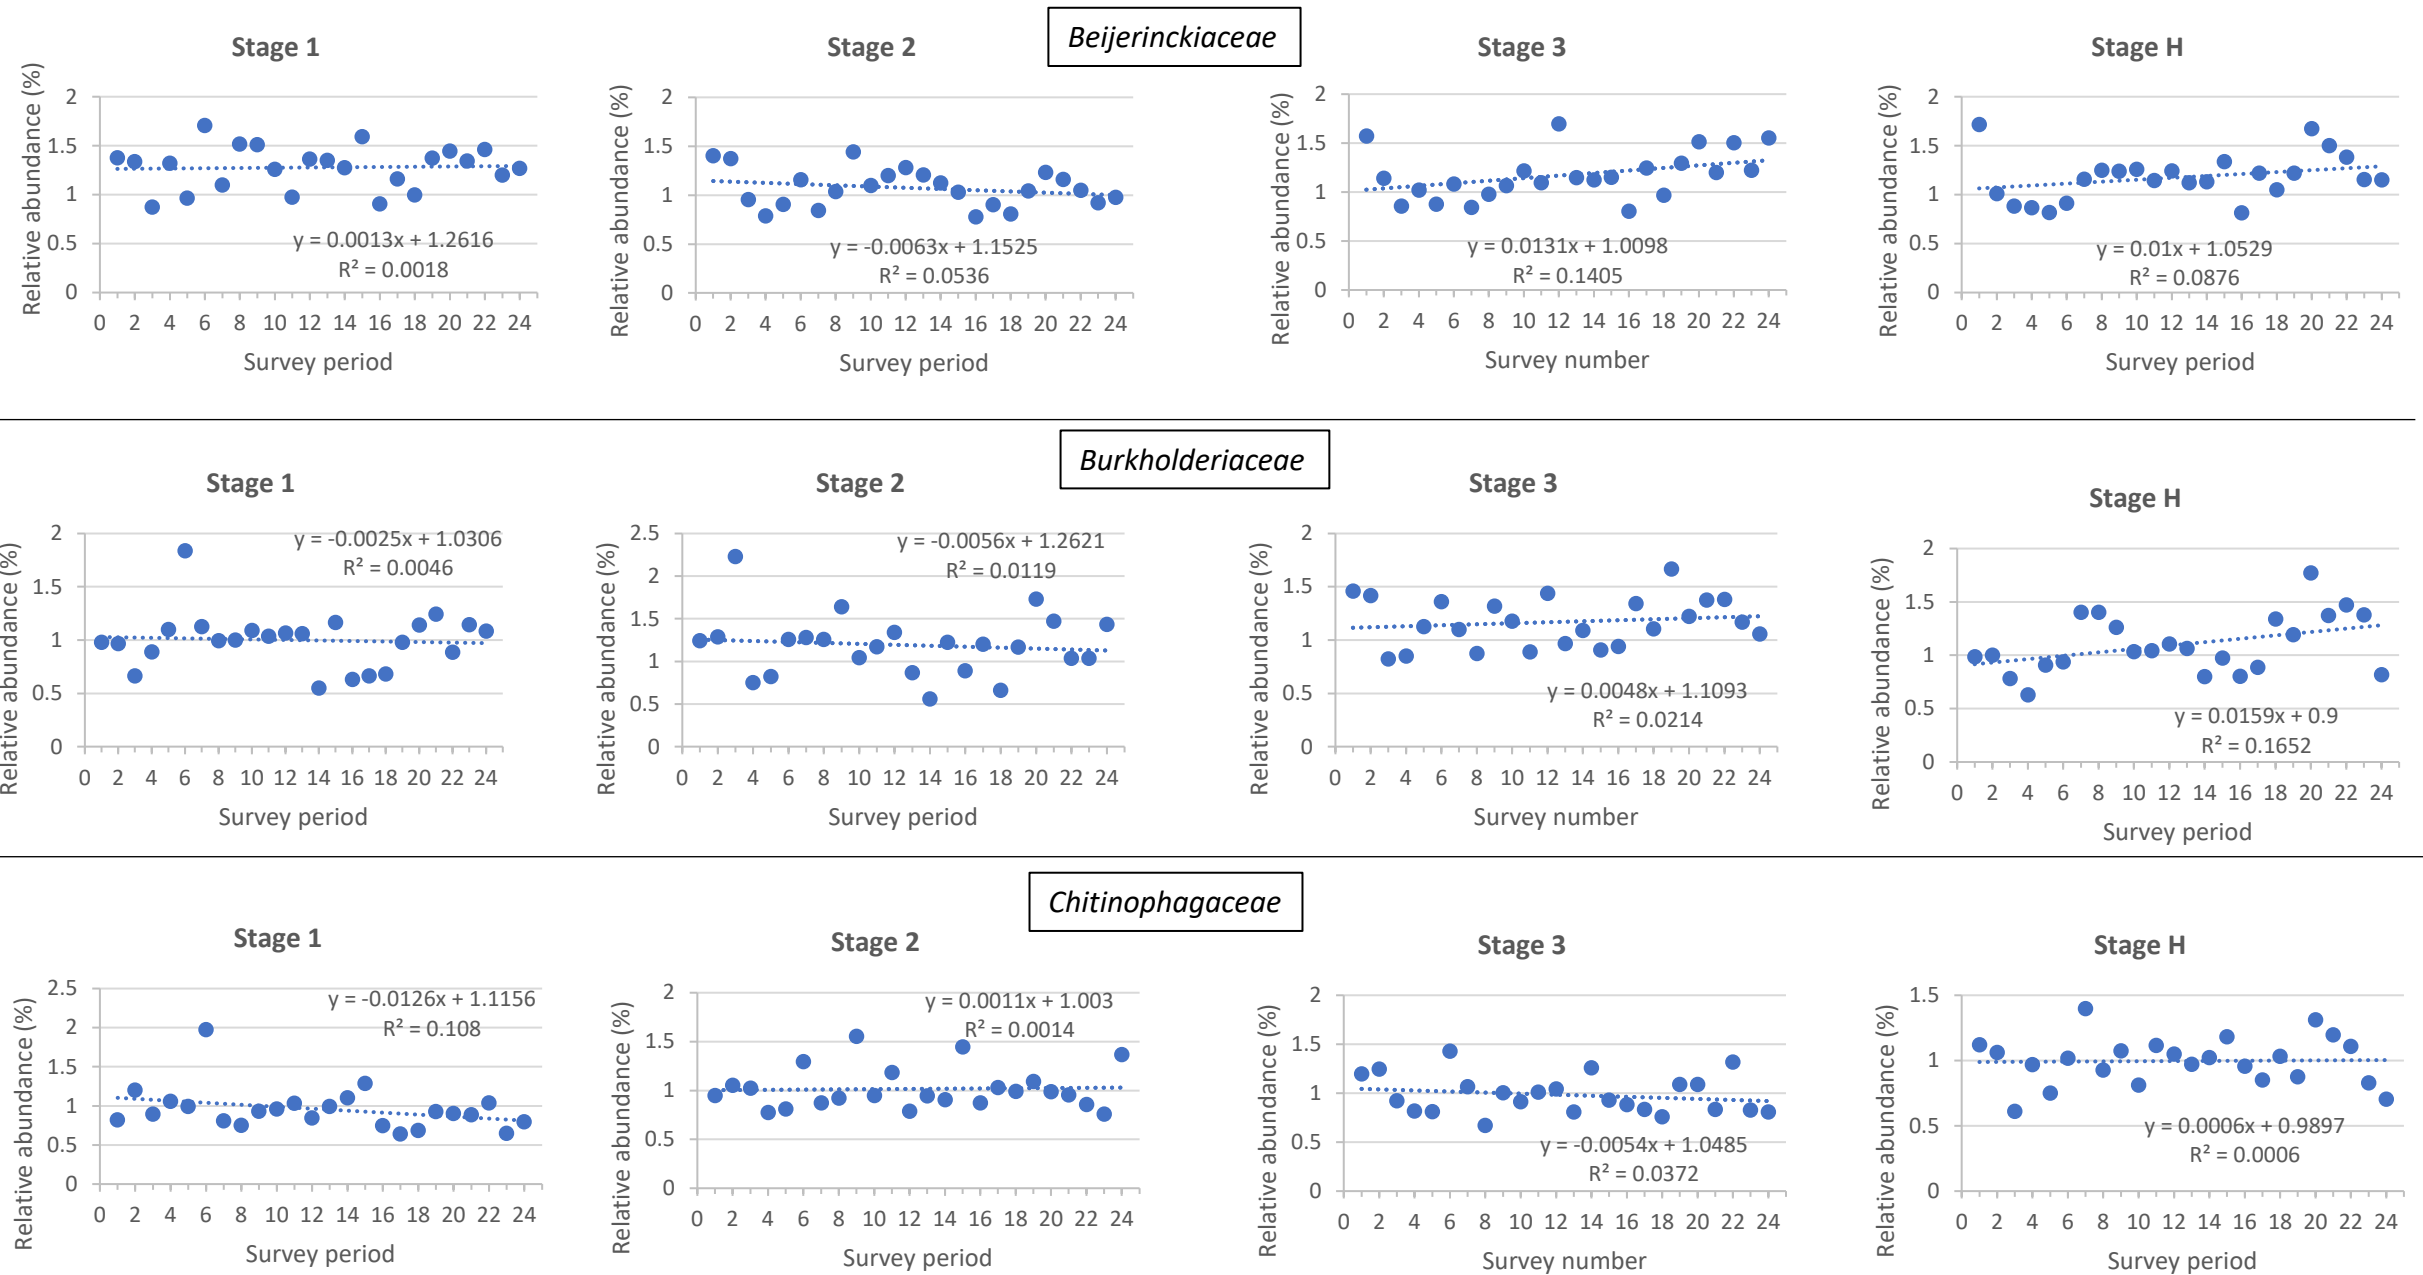 Beijerinckiaceae
Stage 1
Relative abundance (%)
2
1.5
1
0.5
0
y = 0.0013x + 1.2616
R² = 0.0018
0 2 4 6 8 10 12 14 16 18 20 22 24
Survey period
Stage 2
Relative abundance (%)
2
1.5
1
0.5
0
y = -0.0063x + 1.1525
R² = 0.0536
0 2 4 6 8 10 12 14 16 18 20 22 24
Survey period
Stage 3
Relative abundance (%)
2
1.5
1
0.5
0
y = 0.0131x + 1.0098
R² = 0.1405
0 2 4 6 8 10 12 14 16 18 20 22 24
Survey number
Stage H
Relative abundance (%)
2
1.5
1
0.5
0
y = 0.01x + 1.0529
R² = 0.0876
0 2 4 6 8 10 12 14 16 18 20 22 24
Survey period
Burkholderiaceae
Stage 1
Relative abundance (%)
2
1.5
1
0.5
0
y = -0.0025x + 1.0306
R² = 0.0046
0 2 4 6 8 10 12 14 16 18 20 22 24
Survey period
Stage 2
Relative abundance (%)
2.5
2
1.5
1
0.5
0
y = -0.0056x + 1.2621
R² = 0.0119
0 2 4 6 8 10 12 14 16 18 20 22 24
Survey period
Stage 3
Relative abundance (%)
2
1.5
1
0.5
0
y = 0.0048x + 1.1093
R² = 0.0214
0 2 4 6 8 10 12 14 16 18 20 22 24
Survey number
Stage H
Relative abundance (%)
2
1.5
1
0.5
0
y = 0.0159x + 0.9
R² = 0.1652
0 2 4 6 8 10 12 14 16 18 20 22 24
Survey period
Chitinophagaceae
Stage 1
Relative abundance (%)
2.5
2
1.5
1
0.5
0
y = -0.0126x + 1.1156
R² = 0.108
0 2 4 6 8 10 12 14 16 18 20 22 24
Survey period
Stage 2
Relative abundance (%)
2
1.5
1
0.5
0
y = 0.0011x + 1.003
R² = 0.0014
0 2 4 6 8 10 12 14 16 18 20 22 24
Survey period
Stage 3
Relative abundance (%)
2
1.5
1
0.5
0
y = -0.0054x + 1.0485
R² = 0.0372
0 2 4 6 8 10 12 14 16 18 20 22 24
Survey number
Stage H
Relative abundance (%)
1.5
1
0.5
0
y = 0.0006x + 0.9897
R² = 0.0006
0 2 4 6 8 10 12 14 16 18 20 22 24
Survey period